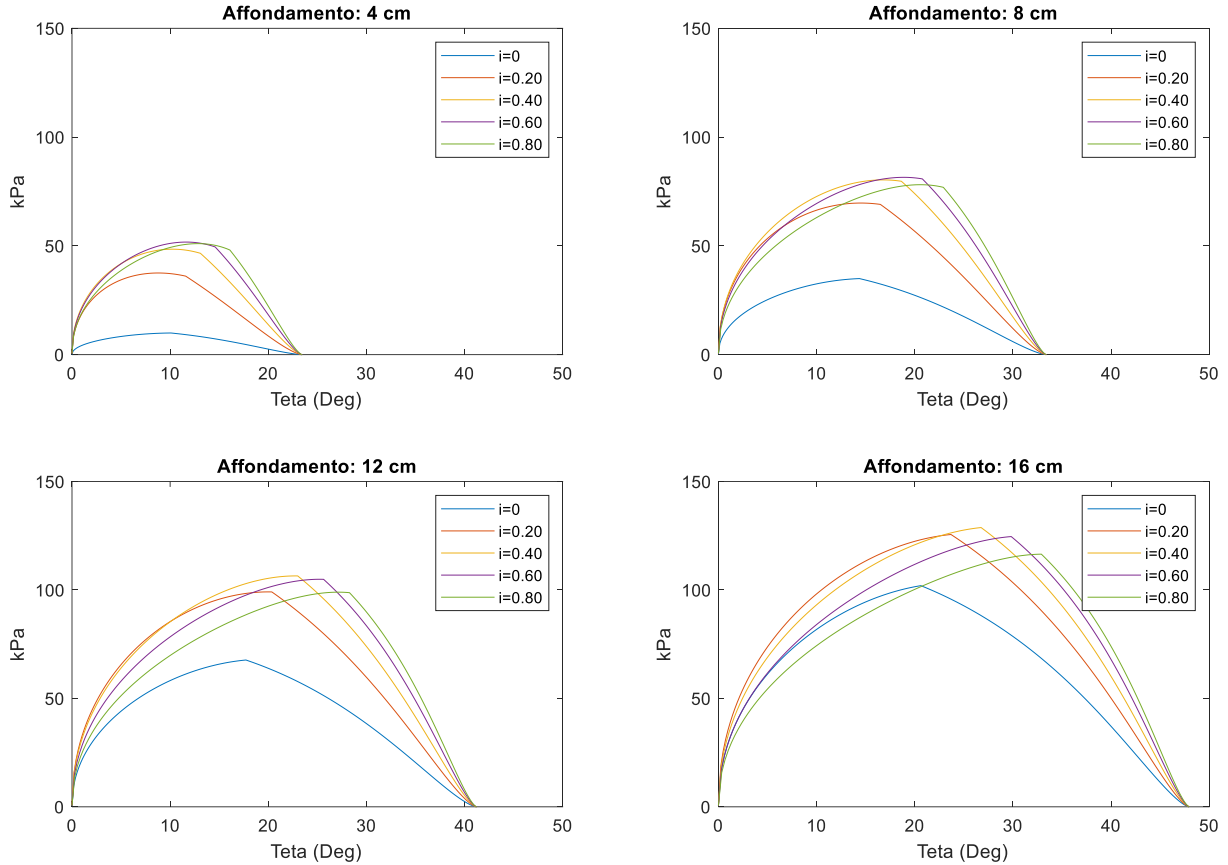 Affondamento: 4 cm
150
100
50
0
kPa
0 10 20 30 40 50
Teta (Deg)
i=0
i=0.20
i=0.40
i=0.60
i=0.80
Affondamento: 8 cm
150
100
50
0
kPa
0 10 20 30 40 50
Teta (Deg)
i=0
i=0.20
i=0.40
i=0.60
i=0.80
Affondamento: 12 cm
150
100
50
0
kPa
0 10 20 30 40 50
Teta (Deg)
i=0
i=0.20
i=0.40
i=0.60
i=0.80
Affondamento: 16 cm
150
100
50
0
kPa
0 10 20 30 40 50
Teta (Deg)
i=0
i=0.20
i=0.40
i=0.60
i=0.80